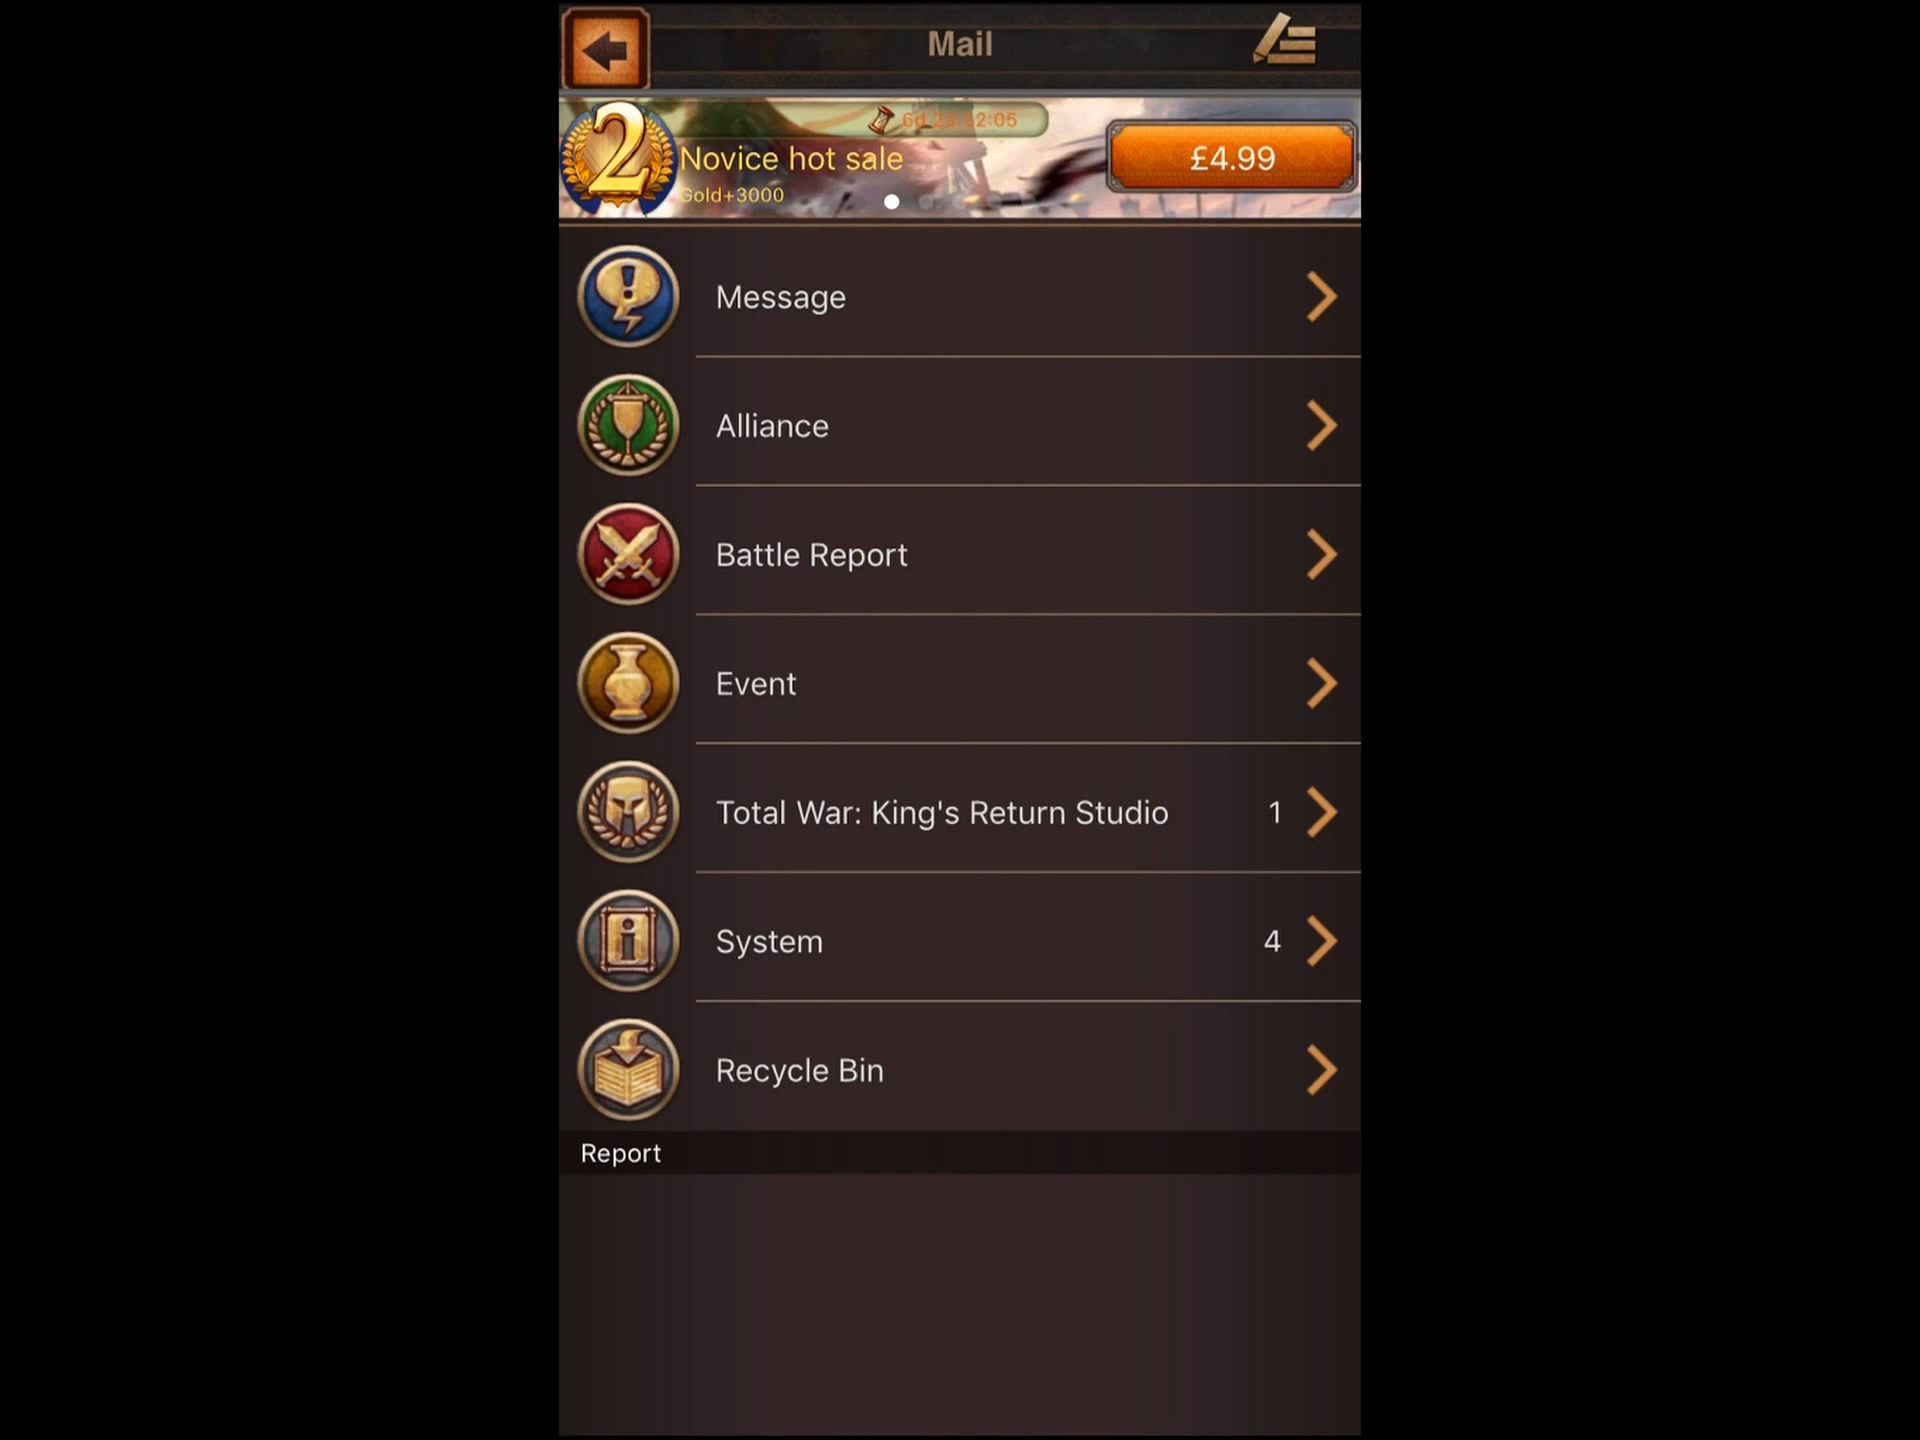 Mail
2
Novice hot sale
Gold+3000
£4.99
Message
Alliance
Battle Report
Event
Total War: King's Return Studio
1
System
4
Recycle Bin
Report